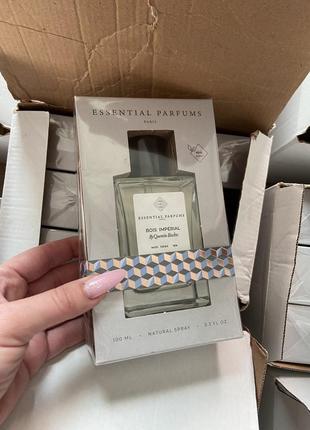 ESSENTIAL PARFUMS
PARIS
ESSENTIAL PARFUMS
BOIS IMPERIAL
By Quentin Bisch
100 ML - NATURAL SPRAY - 3.3 FL.OZ